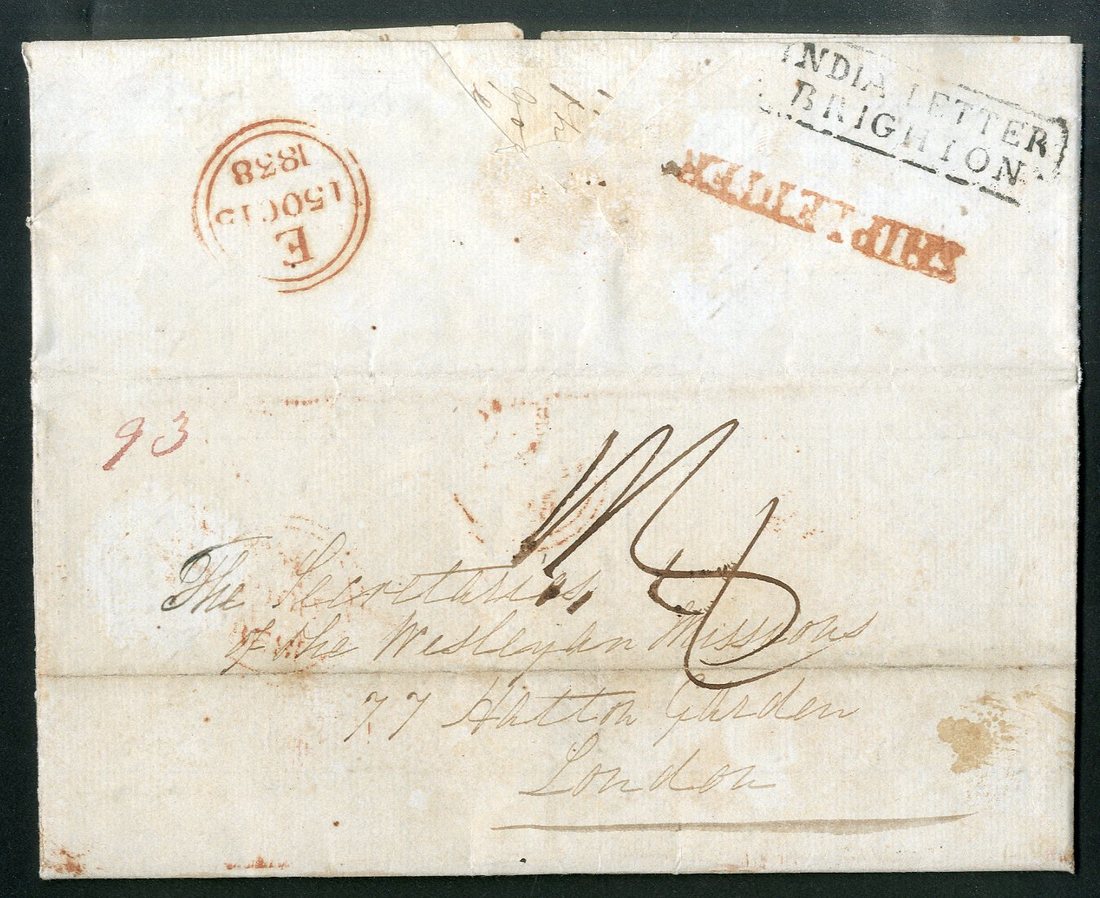 INDIA LETTER
BRIGHTON
SHIP LETTER
E
15 OC 15
1838
93
The Secretaries
of the Wesleyan Missions
77 Hatton Garden
London